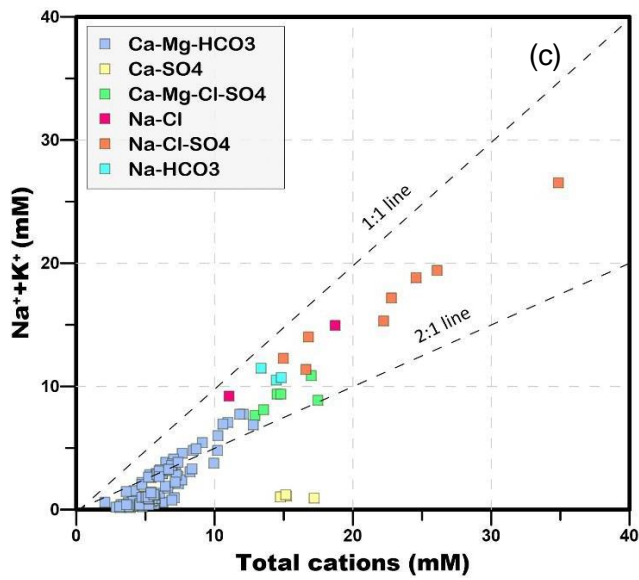 40
30
20
10
0
Na⁺+K⁺ (mM)
Ca-Mg-HCO3
Ca-SO4
Ca-Mg-Cl-SO4
Na-Cl
Na-Cl-SO4
Na-HCO3
(c)
1:1 line
2:1 line
0 10 20 30 40
Total cations (mM)